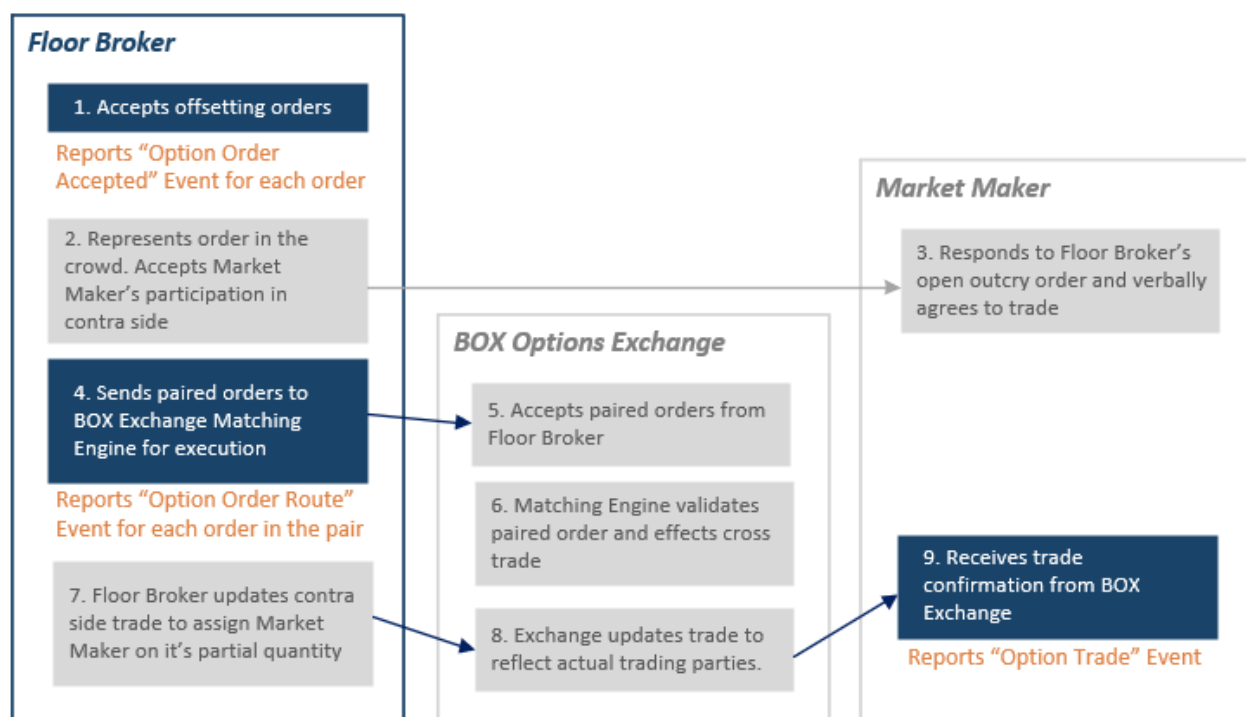 Floor Broker
1. Accepts offsetting orders
Reports “Option Order
Accepted” Event for each order
2. Represents order in the
crowd. Accepts Market
Maker’s participation in
contra side
4. Sends paired orders to
BOX Exchange Matching
Engine for execution
Reports “Option Order Route”
Event for each order in the pair
7. Floor Broker updates contra
side trade to assign Market
Maker on it’s partial quantity
BOX Options Exchange
5. Accepts paired orders from
Floor Broker
6. Matching Engine validates
paired order and effects cross
trade
8. Exchange updates trade to
reflect actual trading parties.
Market Maker
3. Responds to Floor Broker’s
open outcry order and verbally
agrees to trade
9. Receives trade
confirmation from BOX
Exchange
Reports “Option Trade” Event